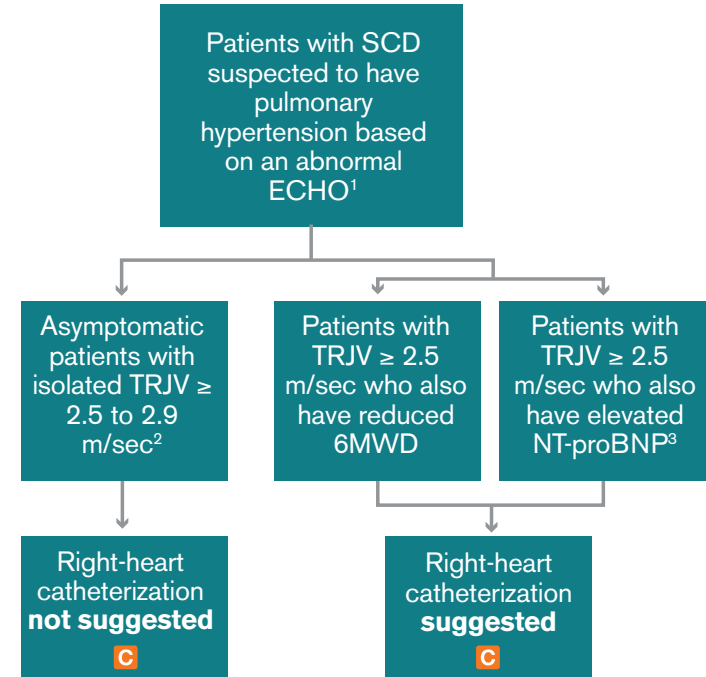 Patients with SCD
suspected to have
pulmonary
hypertension based
on an abnormal
ECHO¹
Asymptomatic
patients with
isolated TRJV ≥
2.5 to 2.9
m/sec²
Patients with
TRJV ≥ 2.5
m/sec who also
have reduced
6MWD
Patients with
TRJV ≥ 2.5
m/sec who also
have elevated
NT-proBNP³
Right-heart
catheterization
not suggested
C
Right-heart
catheterization
suggested
C